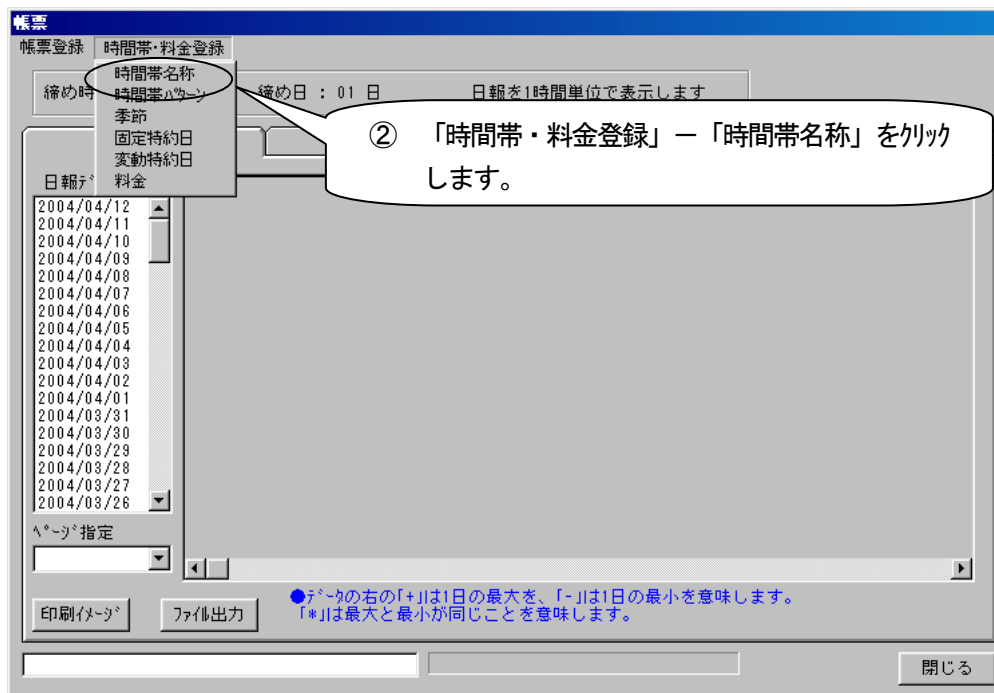 帳票
帳票登録 時間帯・料金登録
時間帯名称
時間帯ﾊﾟﾀｰﾝ
季節
固定特約日
変動特約日
料金
締め時
締め日 : 01 日
日報を1時間単位で表示します
② 「時間帯・料金登録」－「時間帯名称」をｸﾘｯｸ
します。
日報ﾃﾞ
2004/04/12
2004/04/11
2004/04/10
2004/04/09
2004/04/08
2004/04/07
2004/04/06
2004/04/05
2004/04/04
2004/04/03
2004/04/02
2004/04/01
2004/03/31
2004/03/30
2004/03/29
2004/03/28
2004/03/27
2004/03/26
ﾍﾟｰｼﾞ指定
●ﾃﾞｰﾀの右の｢+｣は1日の最大を、｢-｣は1日の最小を意味します。
｢*｣は最大と最小が同じことを意味します。
印刷ｲﾒｰｼﾞ
ﾌｧｲﾙ出力
閉じる